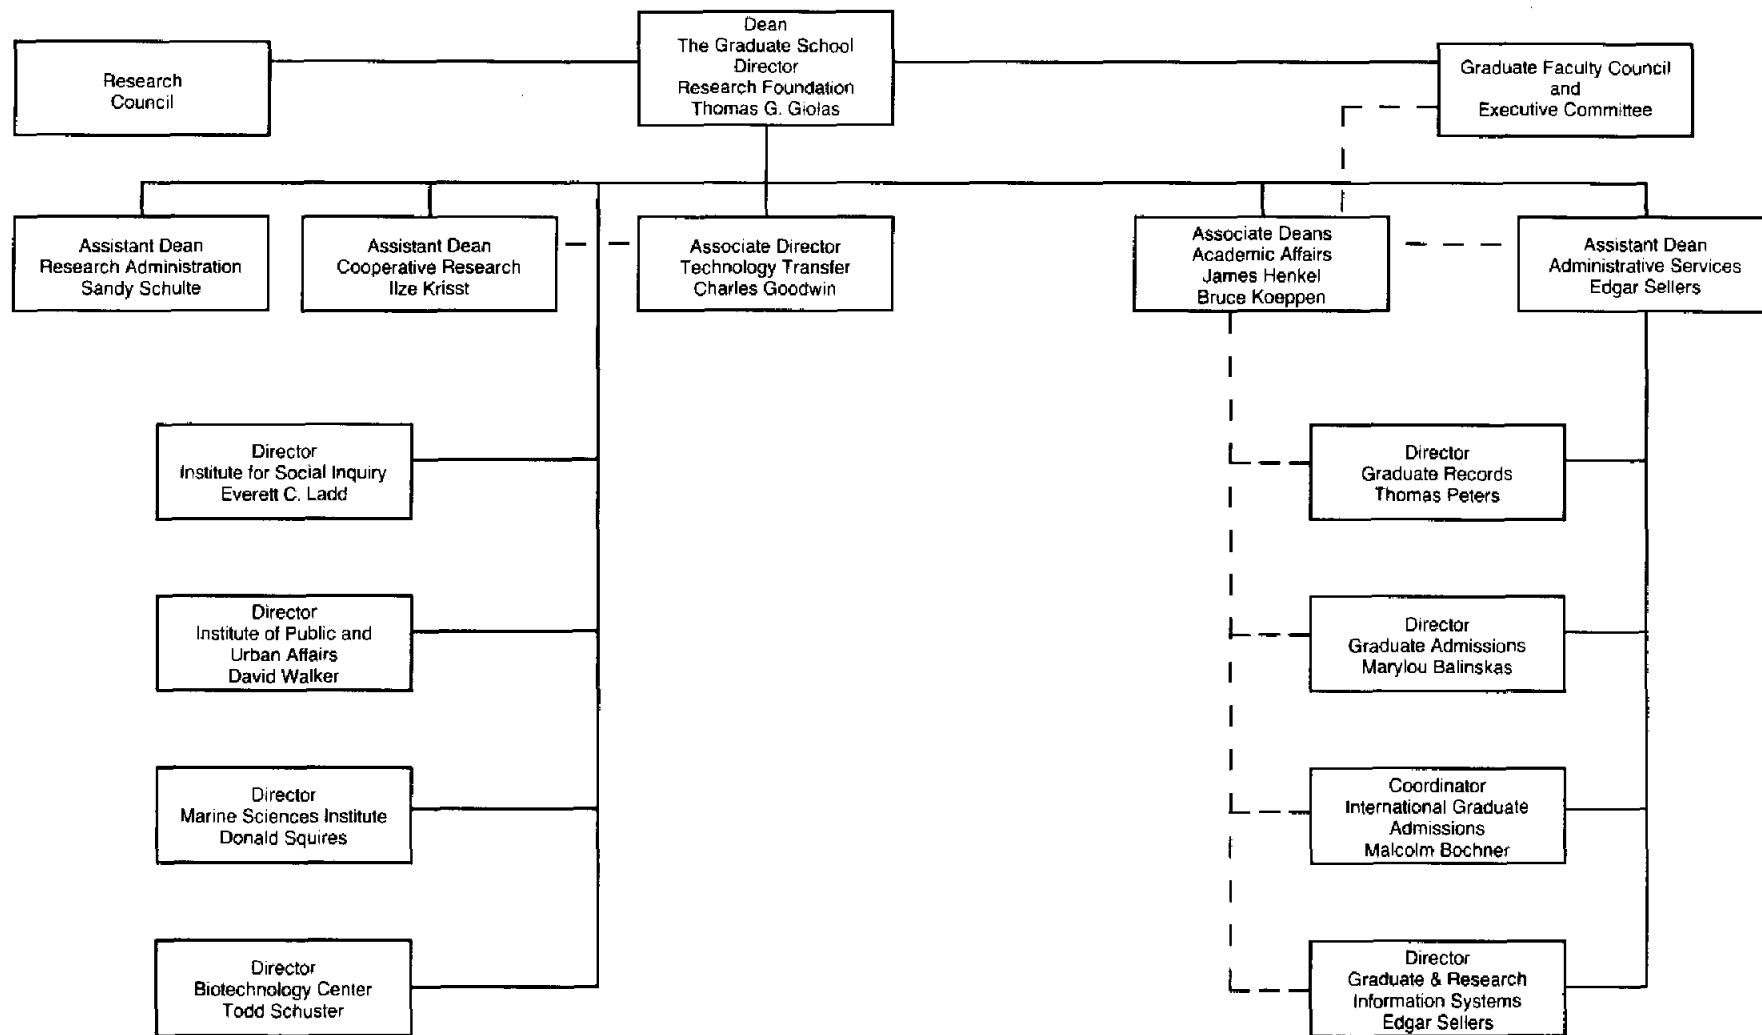 Dean
The Graduate School
Director
Research Foundation
Thomas G. Giolas
Research
Council
Graduate Faculty Council
and
Executive Committee
Assistant Dean
Research Administration
Sandy Schulte
Assistant Dean
Cooperative Research
Ilze Krisst
Associate Director
Technology Transfer
Charles Goodwin
Associate Deans
Academic Affairs
James Henkel
Bruce Koeppen
Assistant Dean
Administrative Services
Edgar Sellers
Director
Institute for Social Inquiry
Everett C. Ladd
Director
Graduate Records
Thomas Peters
Director
Institute of Public and
Urban Affairs
David Walker
Director
Graduate Admissions
Marylou Balinskas
Director
Marine Sciences Institute
Donald Squires
Coordinator
International Graduate
Admissions
Malcolm Bochner
Director
Biotechnology Center
Todd Schuster
Director
Graduate & Research
Information Systems
Edgar Sellers